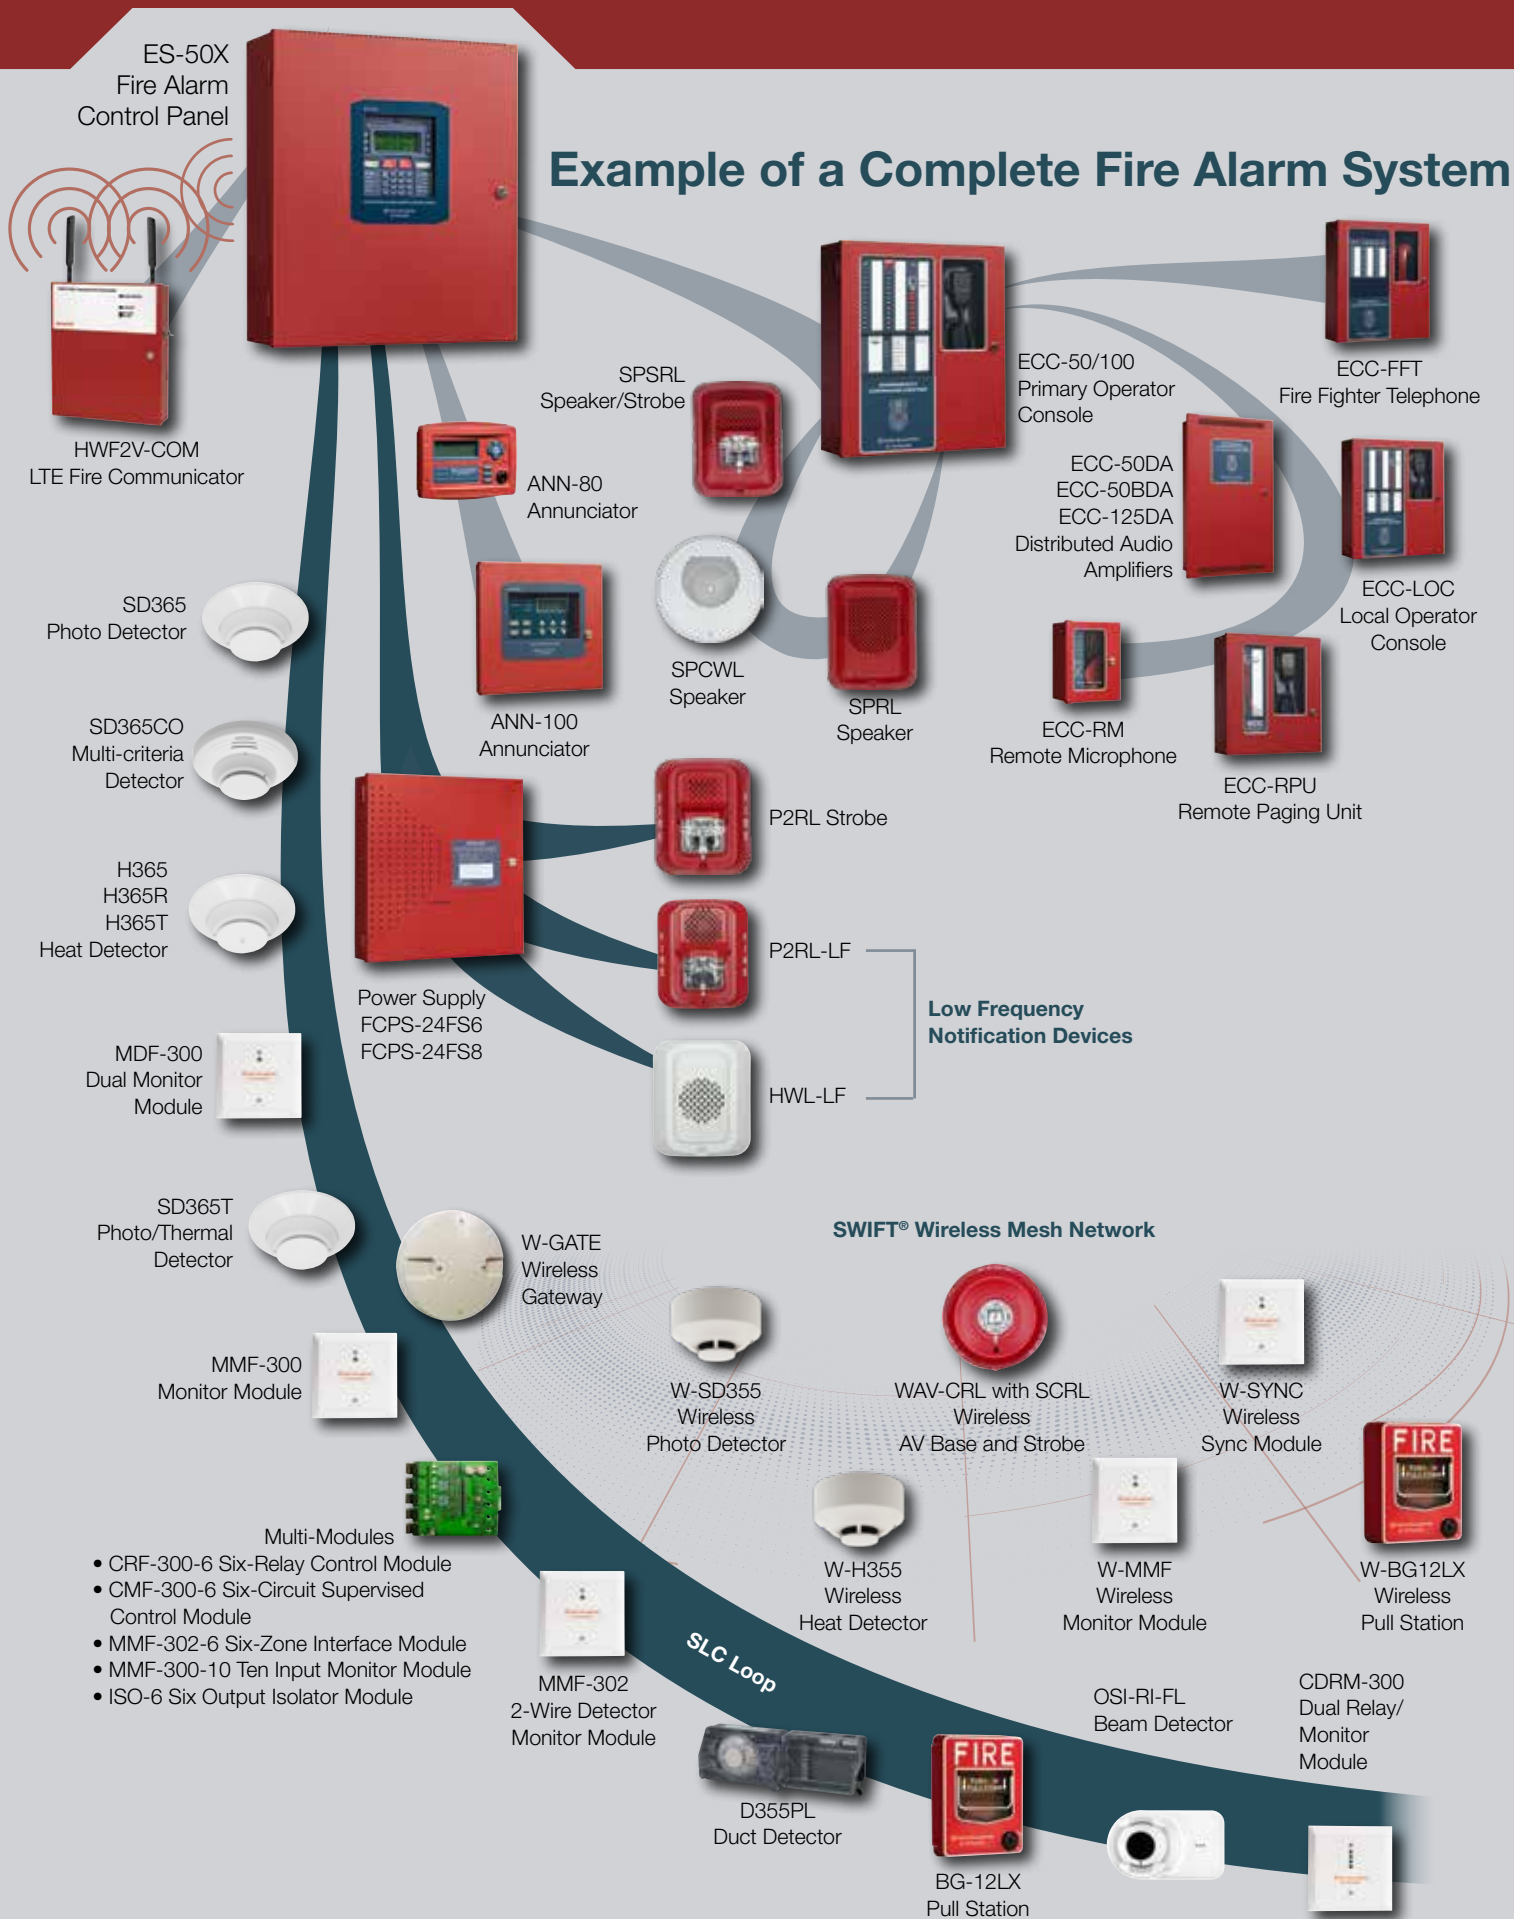 ES-50X
Fire Alarm
Control Panel
Example of a Complete Fire Alarm System
HWF2V-COM
LTE Fire Communicator
SPSRL
Speaker/Strobe
ANN-80
Annunciator
ECC-50/100
Primary Operator
Console
ECC-FFT
Fire Fighter Telephone
ECC-50DA
ECC-50BDA
ECC-125DA
Distributed Audio
Amplifiers
ECC-LOC
Local Operator
Console
SD365
Photo Detector
SPCWL
Speaker
SPRL
Speaker
ANN-100
Annunciator
ECC-RM
Remote Microphone
ECC-RPU
Remote Paging Unit
SD365CO
Multi-criteria
Detector
P2RL Strobe
H365
H365R
H365T
Heat Detector
P2RL-LF
Power Supply
FCPS-24FS6
FCPS-24FS8
Low Frequency
Notification Devices
HWL-LF
MDF-300
Dual Monitor
Module
SD365T
Photo/Thermal
Detector
W-GATE
Wireless
Gateway
SWIFT® Wireless Mesh Network
MMF-300
Monitor Module
W-SD355
Wireless
Photo Detector
WAV-CRL with SCRL
Wireless
AV Base and Strobe
W-SYNC
Wireless
Sync Module
FIRE
Multi-Modules
• CRF-300-6 Six-Relay Control Module
• CMF-300-6 Six-Circuit Supervised
Control Module
• MMF-302-6 Six-Zone Interface Module
• MMF-300-10 Ten Input Monitor Module
• ISO-6 Six Output Isolator Module
W-H355
Wireless
Heat Detector
W-MMF
Wireless
Monitor Module
W-BG12LX
Wireless
Pull Station
SLC Loop
MMF-302
2-Wire Detector
Monitor Module
OSI-RI-FL
Beam Detector
CDRM-300
Dual Relay/
Monitor
Module
D355PL
Duct Detector
FIRE
BG-12LX
Pull Station